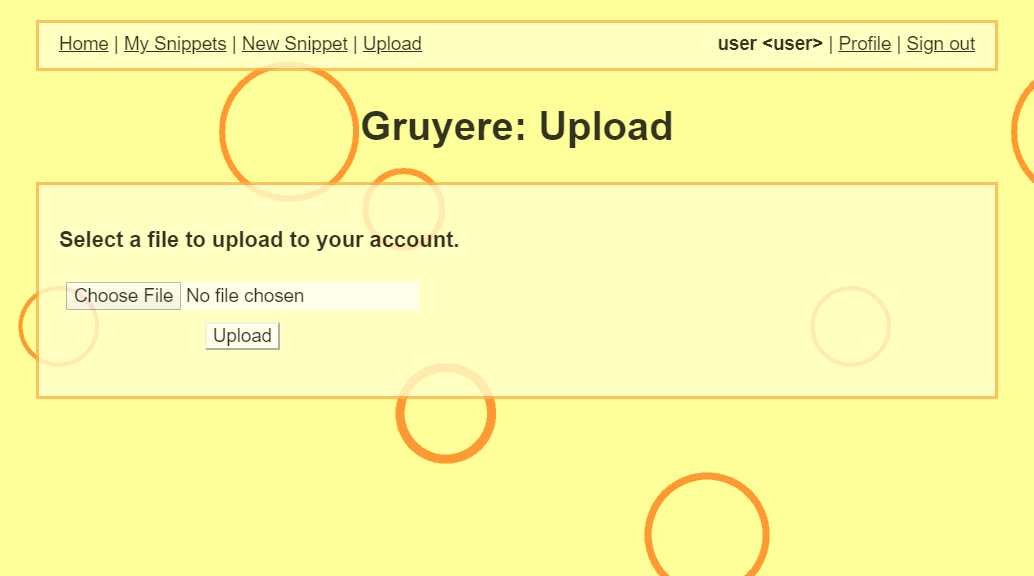 Home | My Snippets | New Snippet | Upload user <user> | Profile | Sign out
Gruyere: Upload
Select a file to upload to your account.
Choose File No file chosen
Upload